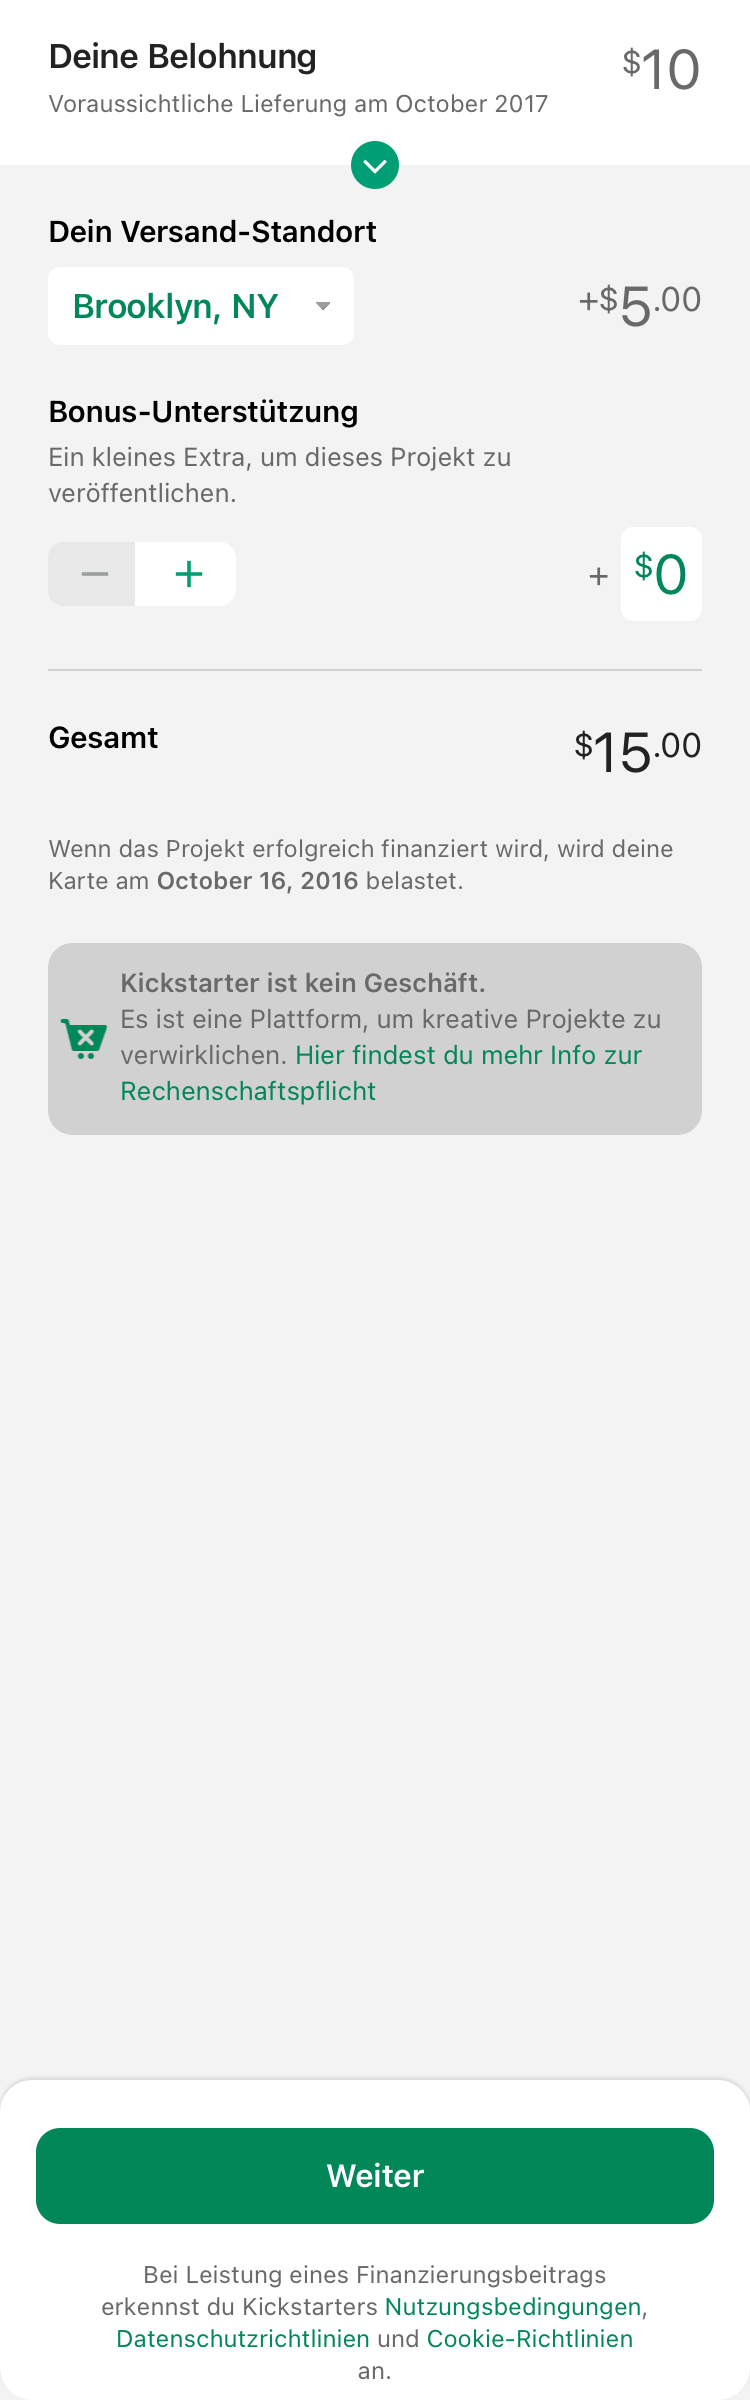 Deine Belohnung
$10
Voraussichtliche Lieferung am October 2017
Dein Versand-Standort
Brooklyn, NY
+$5.00
Bonus-Unterstützung
Ein kleines Extra, um dieses Projekt zu
veröffentlichen.
− +
+ $0
Gesamt
$15.00
Wenn das Projekt erfolgreich finanziert wird, wird deine
Karte am October 16, 2016 belastet.
Kickstarter ist kein Geschäft.
Es ist eine Plattform, um kreative Projekte zu
verwirklichen. Hier findest du mehr Info zur
Rechenschaftspflicht
Weiter
Bei Leistung eines Finanzierungsbeitrags
erkennst du Kickstarters Nutzungsbedingungen,
Datenschutzrichtlinien und Cookie-Richtlinien
an.